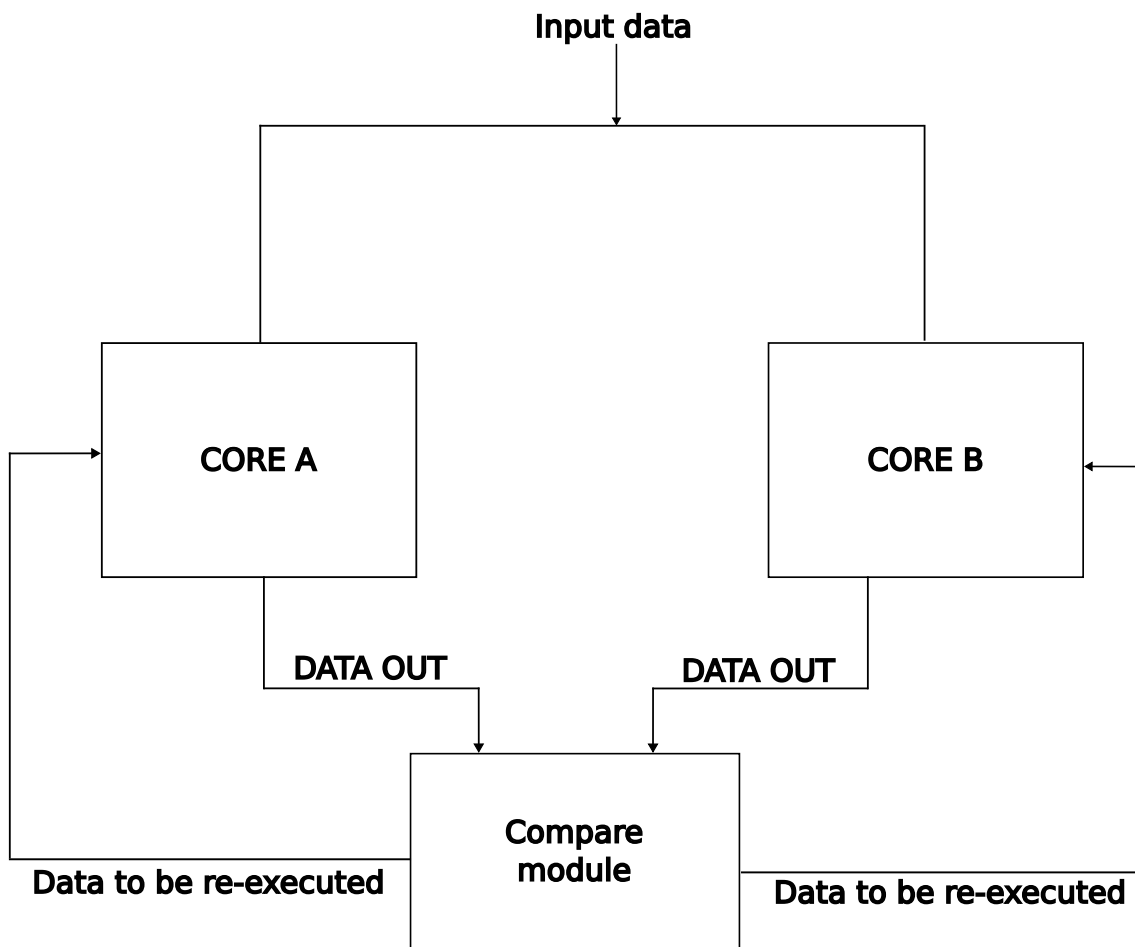 Input data
CORE A
CORE B
DATA OUT
DATA OUT
Compare
module
Data to be re-executed
Data to be re-executed